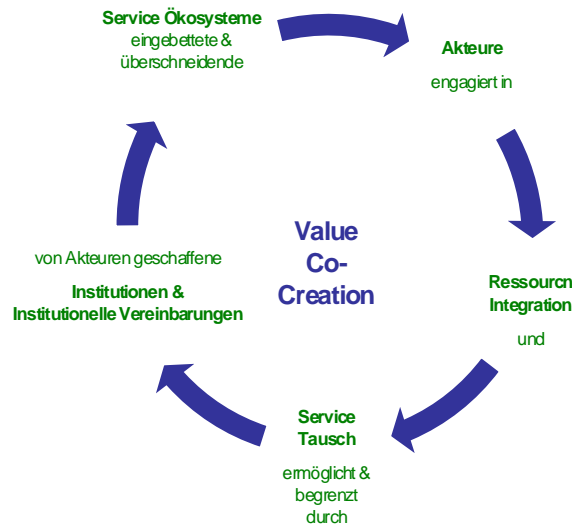 Service Ökosysteme
eingebettete &
überschneidende
Akteure
engagiert in
Ressourcn
Integration
und
Service
Tausch
ermöglicht &
begrenzt
durch
von Akteuren geschaffene
Institutionen &
Institutionelle Vereinbarungen
Value
Co-
Creation